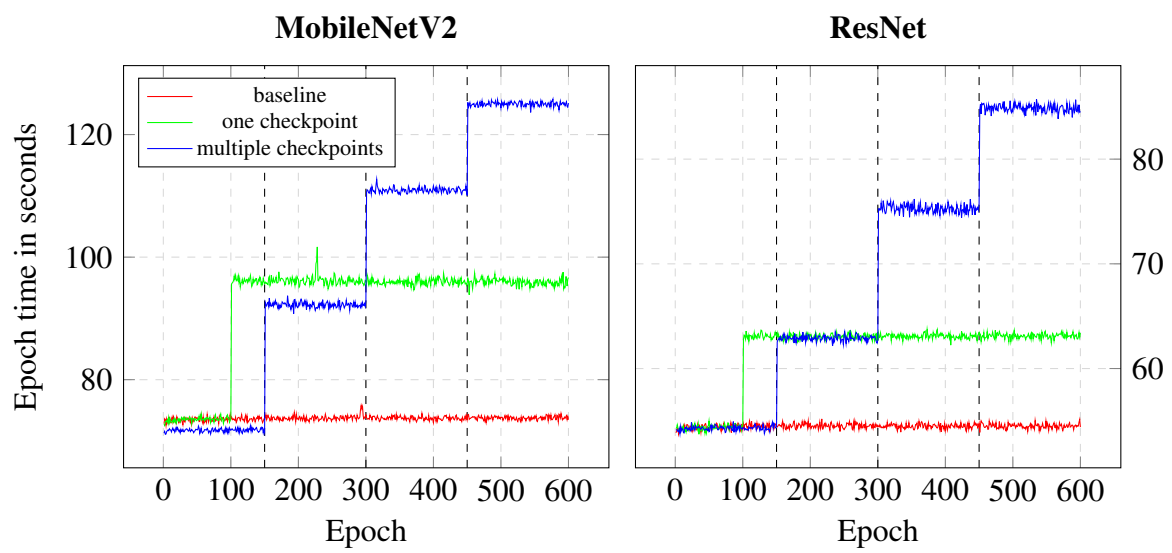 MobileNetV2
ResNet
baseline
one checkpoint
multiple checkpoints
Epoch time in seconds
120
100
80
80
70
60
0 100 200 300 400 500 600
0 100 200 300 400 500 600
Epoch
Epoch